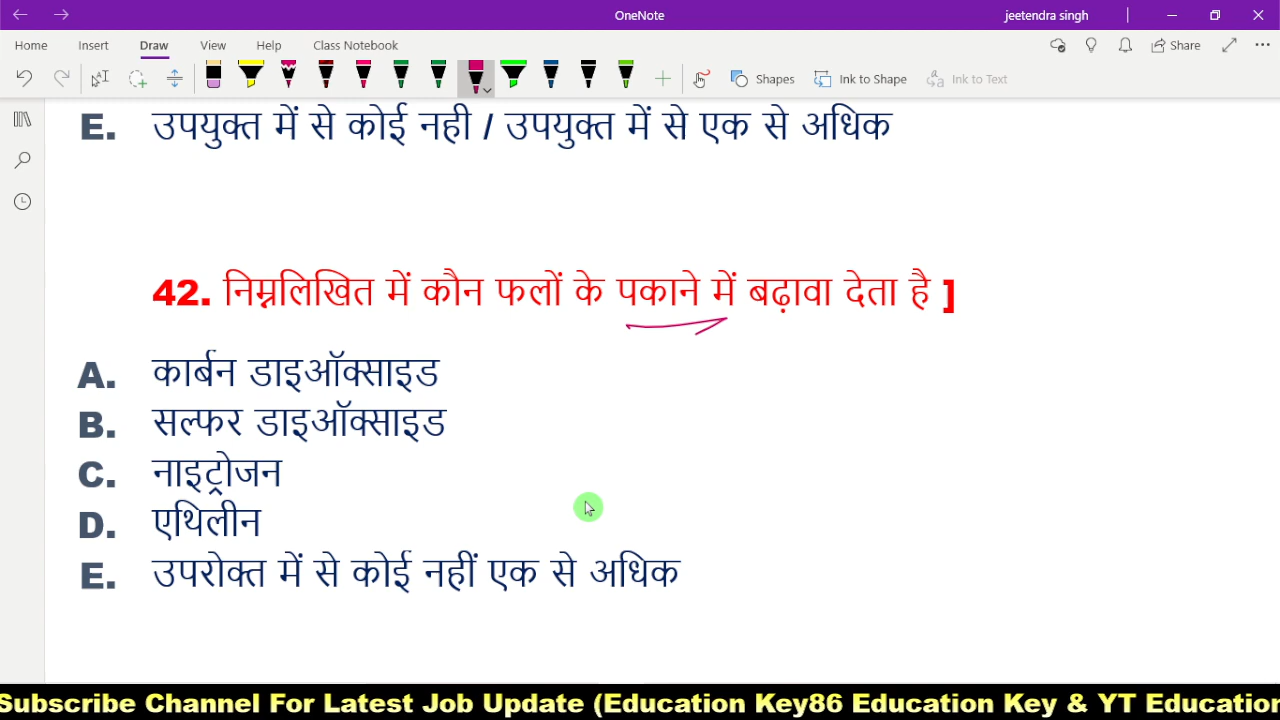 OneNote
jeetendra singh
Home Insert Draw View Help Class Notebook
Share
Shapes Ink to Shape Ink to Text
E. उपयुक्त में से कोई नही / उपयुक्त में से एक से अधिक
42. निम्नलिखित में कौन फलों के पकाने में बढ़ावा देता है ]
A. कार्बन डाइऑक्साइड
B. सल्फर डाइऑक्साइड
C. नाइट्रोजन
D. एथिलीन
E. उपरोक्त में से कोई नहीं एक से अधिक
Subscribe Channel For Latest Job Update (Education Key86 Education Key & YT Education